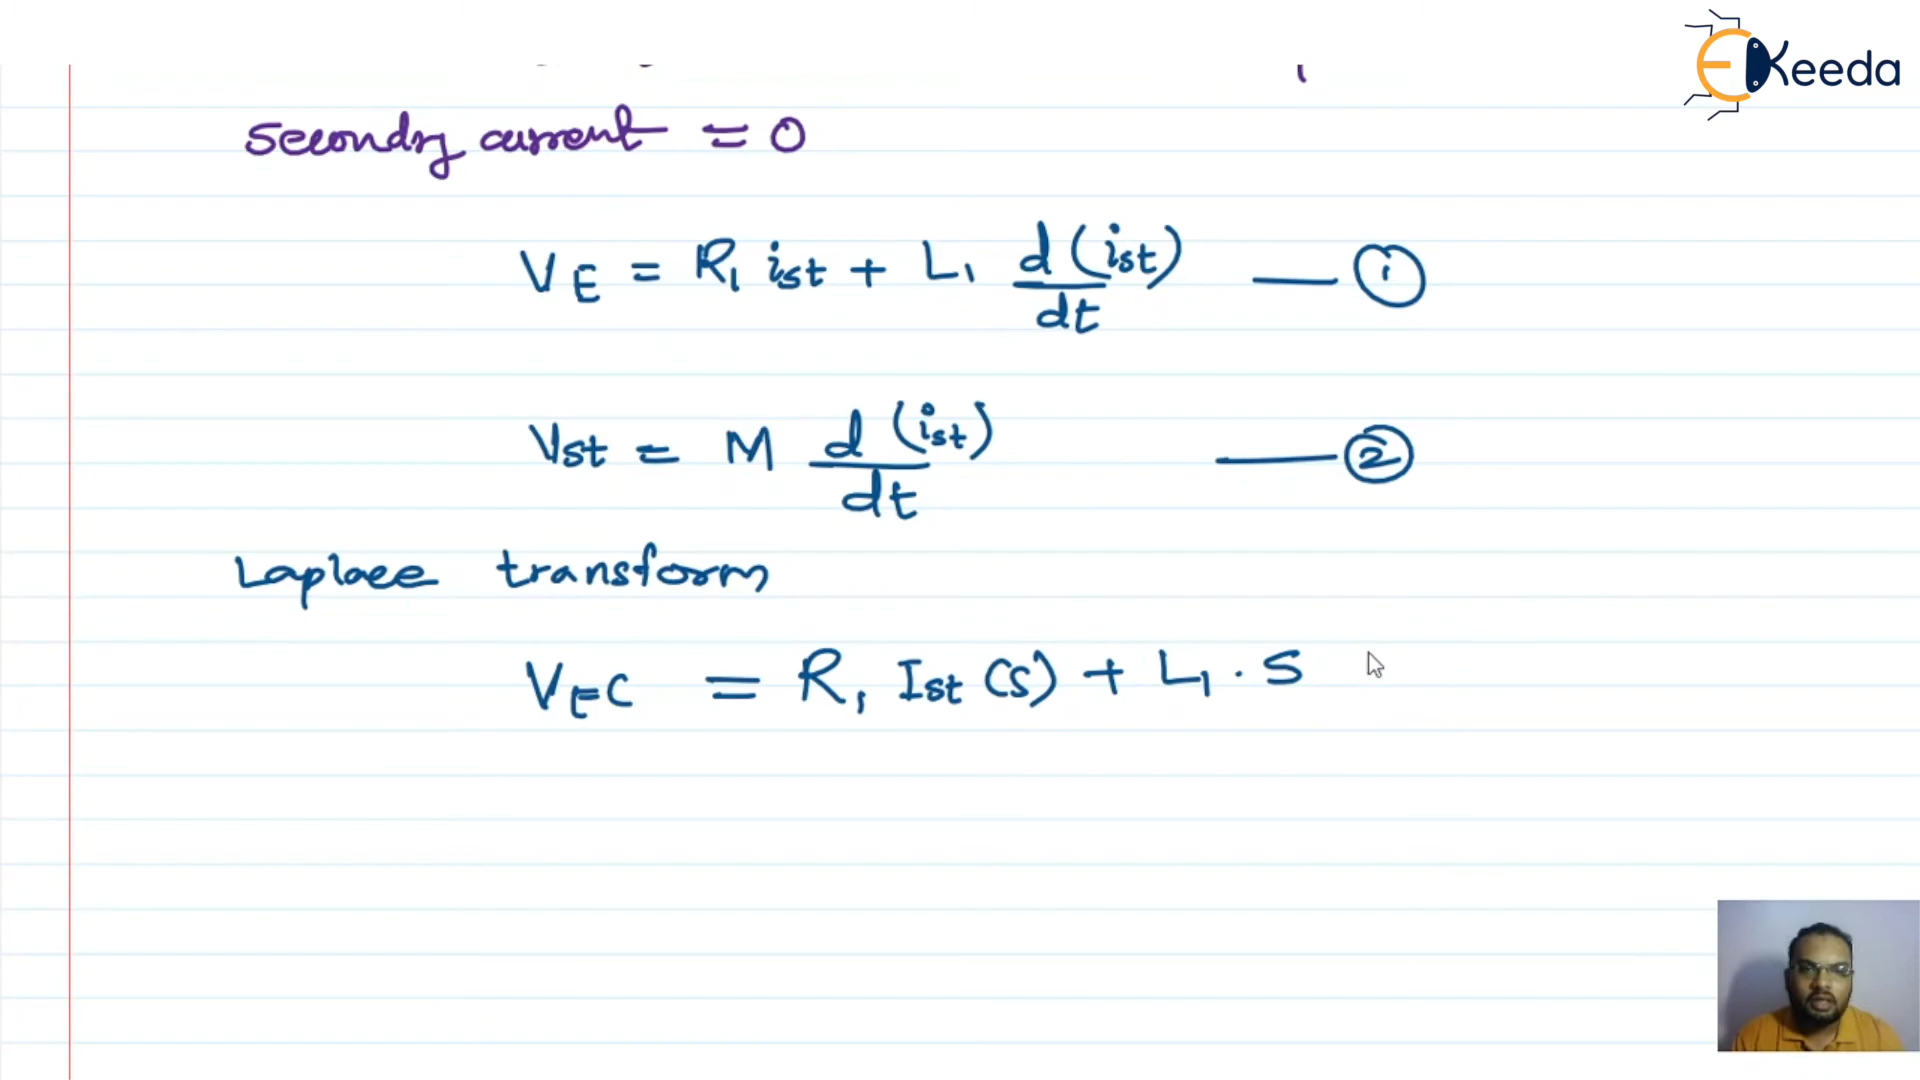 EKeeda
Secondry current = 0
V_E = R_1 i_st + L_1 d(i_st)/dt — ①
V_st = M d(i_st)/dt — ②
Laplace transform
V_EC = R_1 I_st (s) + L_1 . S